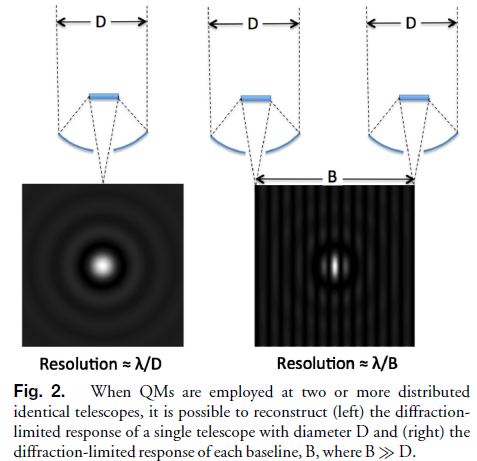 D
D
D
B
Resolution ≈ λ/D
Resolution ≈ λ/B
Fig. 2. When QMs are employed at two or more distributed
identical telescopes, it is possible to reconstruct (left) the diffraction-
limited response of a single telescope with diameter D and (right) the
diffraction-limited response of each baseline, B, where B ≫ D.